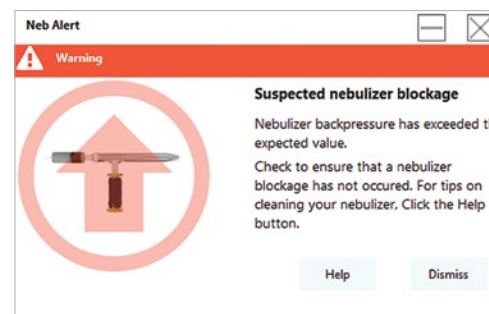 Neb Alert
Warning
Suspected nebulizer blockage
Nebulizer backpressure has exceeded
expected value.
Check to ensure that a nebulizer
blockage has not occured. For tips on
cleaning your nebulizer, Click the Help
button.
Help
Dismiss